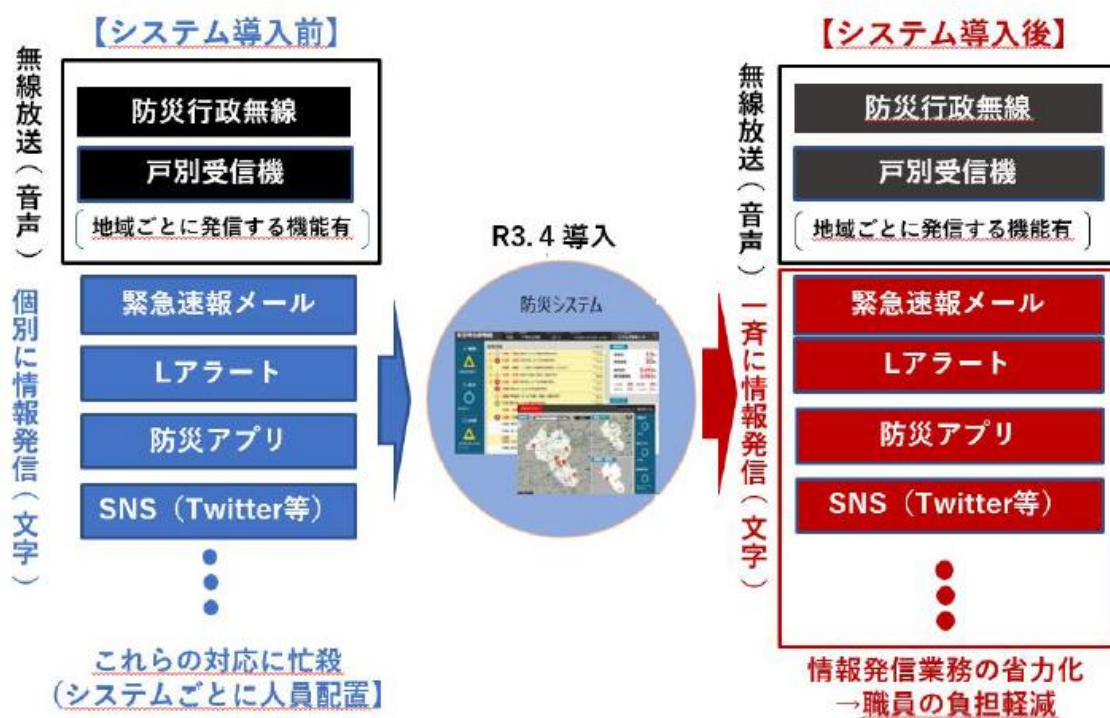 【システム導入前】
無線放送（音声）
防災行政無線
戸別受信機
地域ごとに発信する機能有
個別に情報発信（文字）
緊急速報メール
Lアラート
防災アプリ
SNS（Twitter等）
これらの対応に忙殺
（システムごとに人員配置】
R3.4 導入
防災システム
【システム導入後】
無線放送（音声）
防災行政無線
戸別受信機
地域ごとに発信する機能有
一斉に情報発信（文字）
緊急速報メール
Lアラート
防災アプリ
SNS（Twitter等）
情報発信業務の省力化
→職員の負担軽減